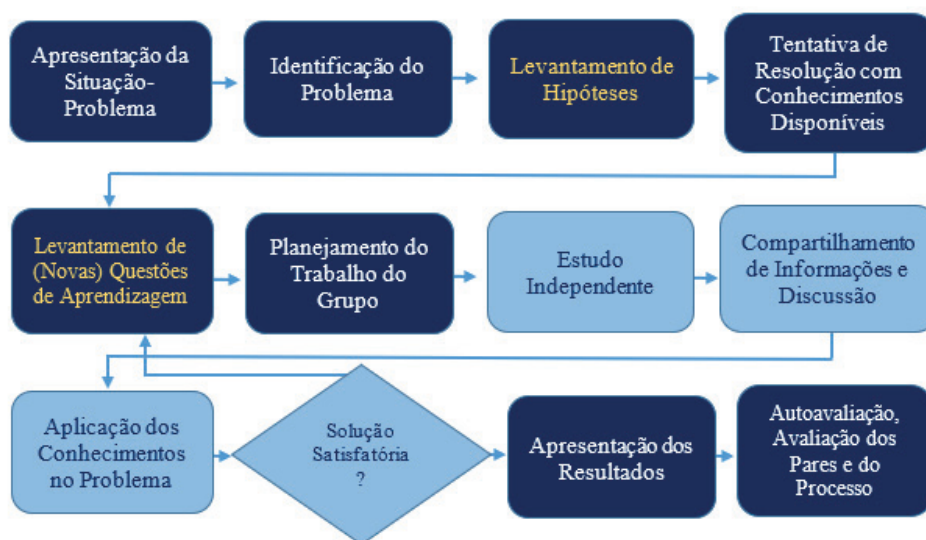 Apresentação da
Situação-
Problema
Identificação do
Problema
Levantamento de
Hipóteses
Tentativa de
Resolução com
Conhecimentos
Disponíveis
Levantamento de
(Novas) Questões
de Aprendizagem
Planejamento do
Trabalho do
Grupo
Estudo
Independente
Compartilhamento
de Informações e
Discussão
Aplicação dos
Conhecimentos
no Problema
Solução
Satisfatória
?
Apresentação dos
Resultados
Autoavaliação,
Avaliação dos
Pares e do
Processo